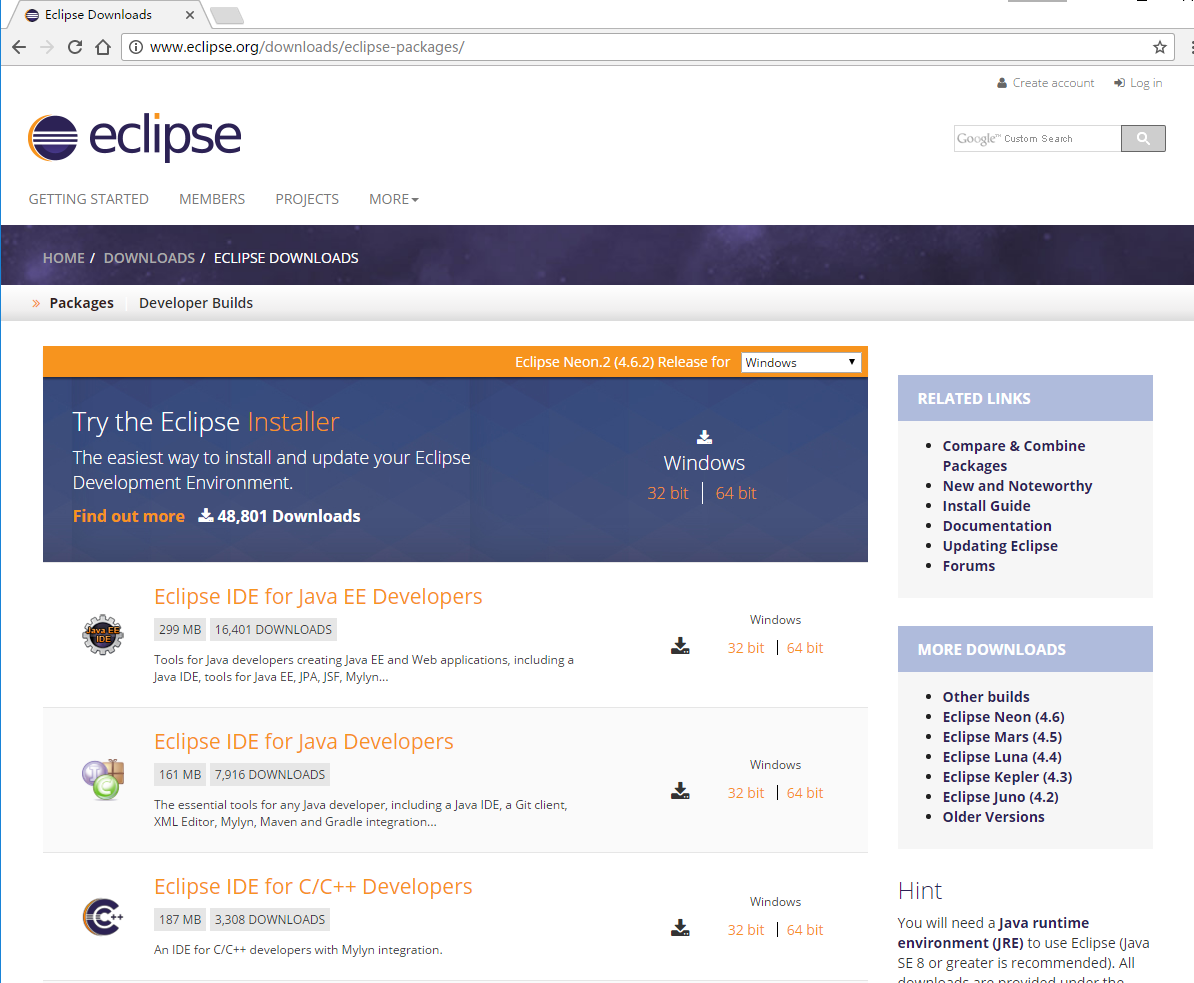 Eclipse Downloads
www.eclipse.org/downloads/eclipse-packages/
Create account Log in
eclipse
Google™ Custom Search
GETTING STARTED MEMBERS PROJECTS MORE
HOME / DOWNLOADS / ECLIPSE DOWNLOADS
» Packages Developer Builds
Eclipse Neon.2 (4.6.2) Release for Windows
Try the Eclipse Installer
The easiest way to install and update your Eclipse
Development Environment.
Find out more 48,801 Downloads
Windows
32 bit | 64 bit
Eclipse IDE for Java EE Developers
299 MB 16,401 DOWNLOADS
Tools for Java developers creating Java EE and Web applications, including a
Java IDE, tools for Java EE, JPA, JSF, Mylyn...
Java EE
IDE
Windows
32 bit | 64 bit
Eclipse IDE for Java Developers
161 MB 7,916 DOWNLOADS
The essential tools for any Java developer, including a Java IDE, a Git client,
XML Editor, Mylyn, Maven and Gradle integration...
J
C
Windows
32 bit | 64 bit
Eclipse IDE for C/C++ Developers
187 MB 3,308 DOWNLOADS
An IDE for C/C++ developers with Mylyn integration.
C++
Windows
32 bit | 64 bit
RELATED LINKS
• Compare & Combine
Packages
• New and Noteworthy
• Install Guide
• Documentation
• Updating Eclipse
• Forums
MORE DOWNLOADS
• Other builds
• Eclipse Neon (4.6)
• Eclipse Mars (4.5)
• Eclipse Luna (4.4)
• Eclipse Kepler (4.3)
• Eclipse Juno (4.2)
• Older Versions
Hint
You will need a Java runtime
environment (JRE) to use Eclipse (Java
SE 8 or greater is recommended). All
downloads are provided under the